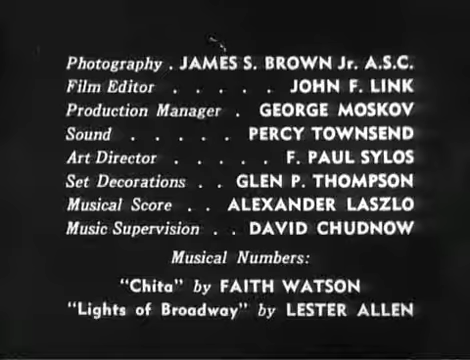 Photography . JAMES S. BROWN Jr. A.S.C.
Film Editor . . . . . JOHN F. LINK
Production Manager . GEORGE MOSKOV
Sound . . . . . PERCY TOWNSEND
Art Director . . . . . F. PAUL SYLOS
Set Decorations . . GLEN P. THOMPSON
Musical Score . . ALEXANDER LASZLO
Music Supervision . . DAVID CHUDNOW
Musical Numbers:
"Chita" by FAITH WATSON
"Lights of Broadway" by LESTER ALLEN